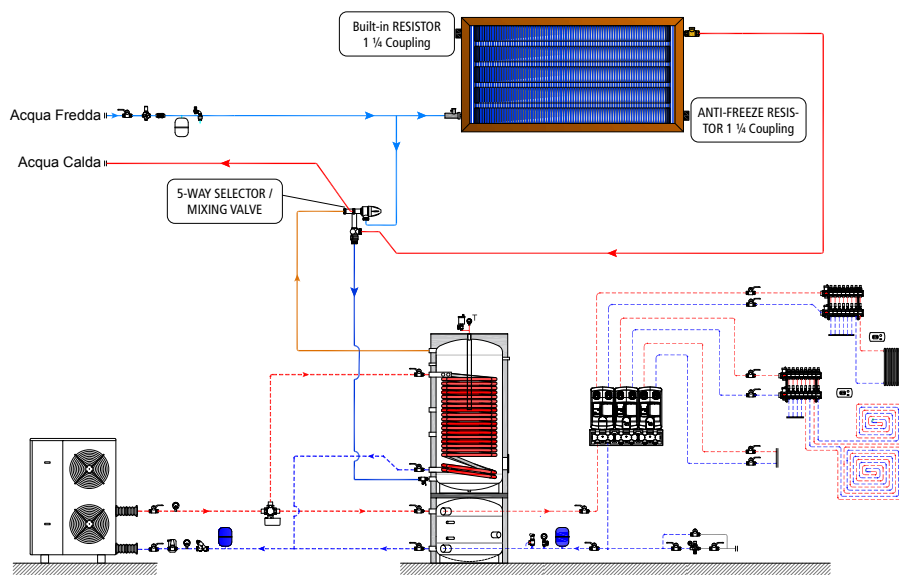 Built-in RESISTOR
1 ¼ Coupling
Acqua Fredda
ANTI-FREEZE RESIS-
TOR 1 ¼ Coupling
Acqua Calda
5-WAY SELECTOR /
MIXING VALVE
T